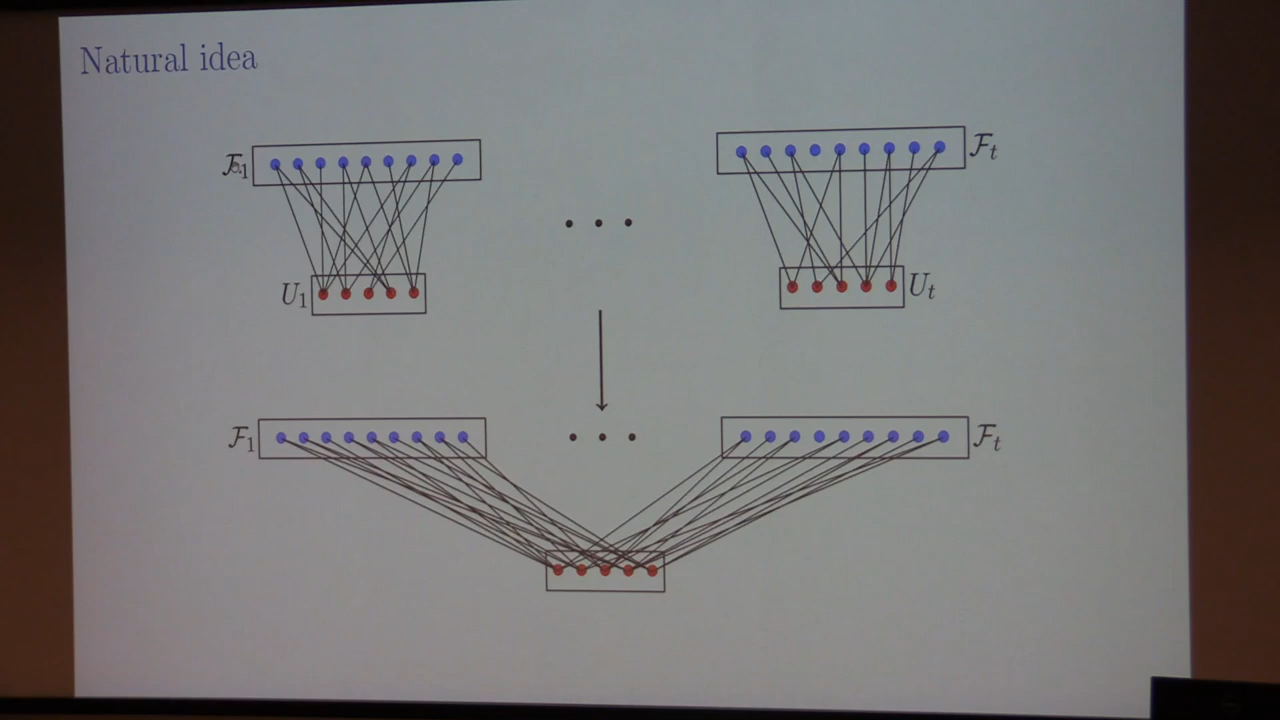 Natural idea
ℱ₁
ℱₜ
U₁
Uₜ
ℱ₁
ℱₜ